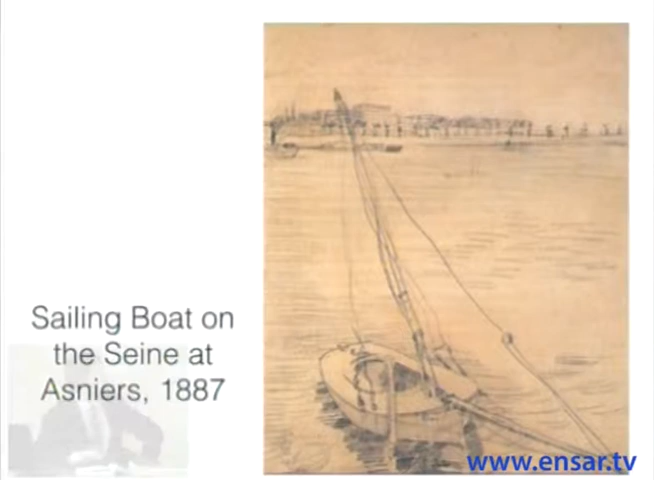 Sailing Boat on
the Seine at
Asniers, 1887
www.ensar.tv